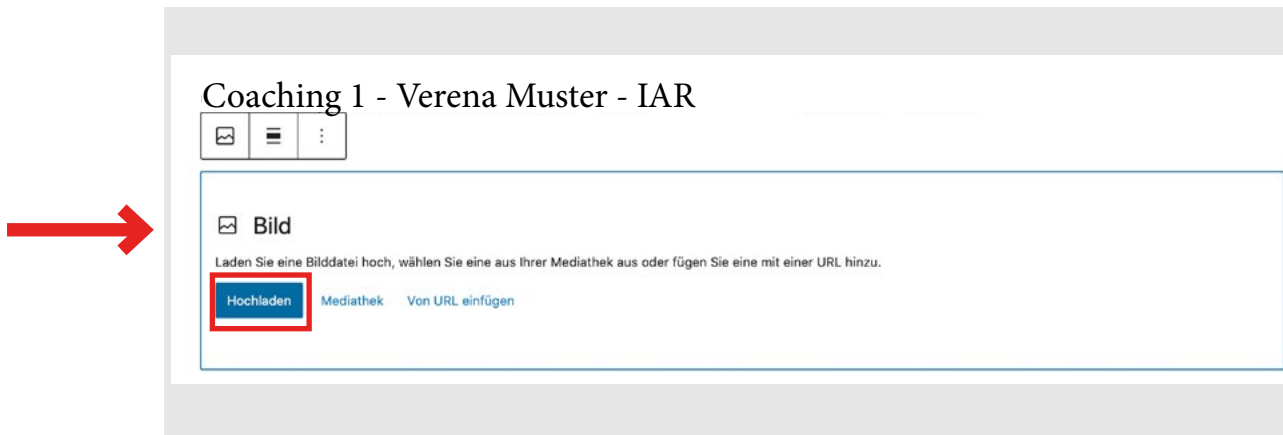 Coaching 1 - Verena Muster - IAR
Bild
Laden Sie eine Bilddatei hoch, wählen Sie eine aus Ihrer Mediathek aus oder fügen Sie eine mit einer URL hinzu.
Hochladen Mediathek Von URL einfügen